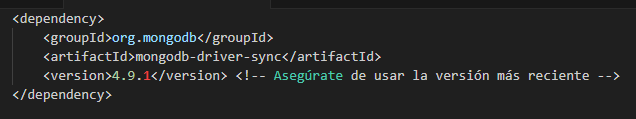 <dependency>
<groupId>org.mongodb</groupId>
<artifactId>mongodb-driver-sync</artifactId>
<version>4.9.1</version> <!-- Asegúrate de usar la versión más reciente -->
</dependency>